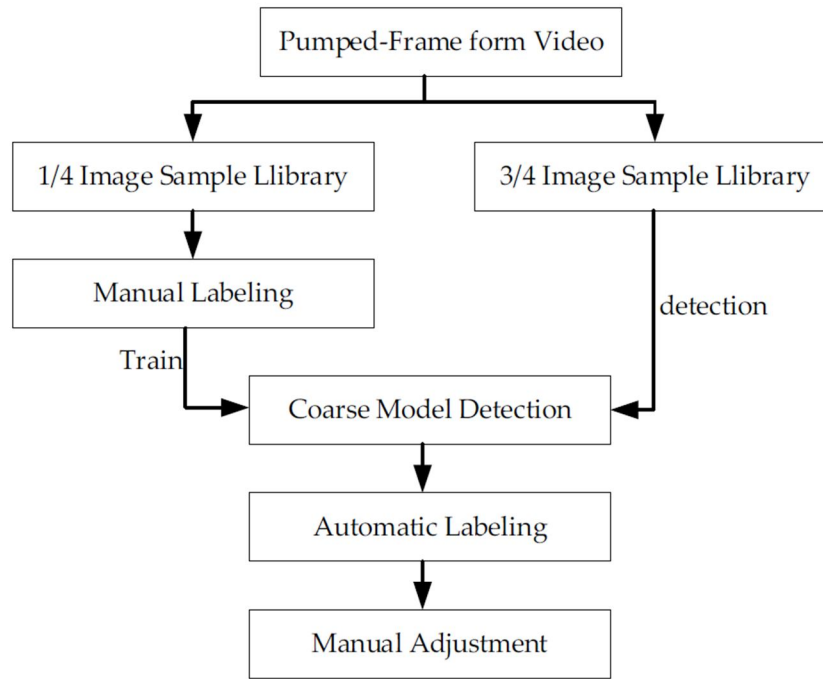 Pumped-Frame form Video
1/4 Image Sample Llibrary
3/4 Image Sample Llibrary
Manual Labeling
detection
Train
Coarse Model Detection
Automatic Labeling
Manual Adjustment